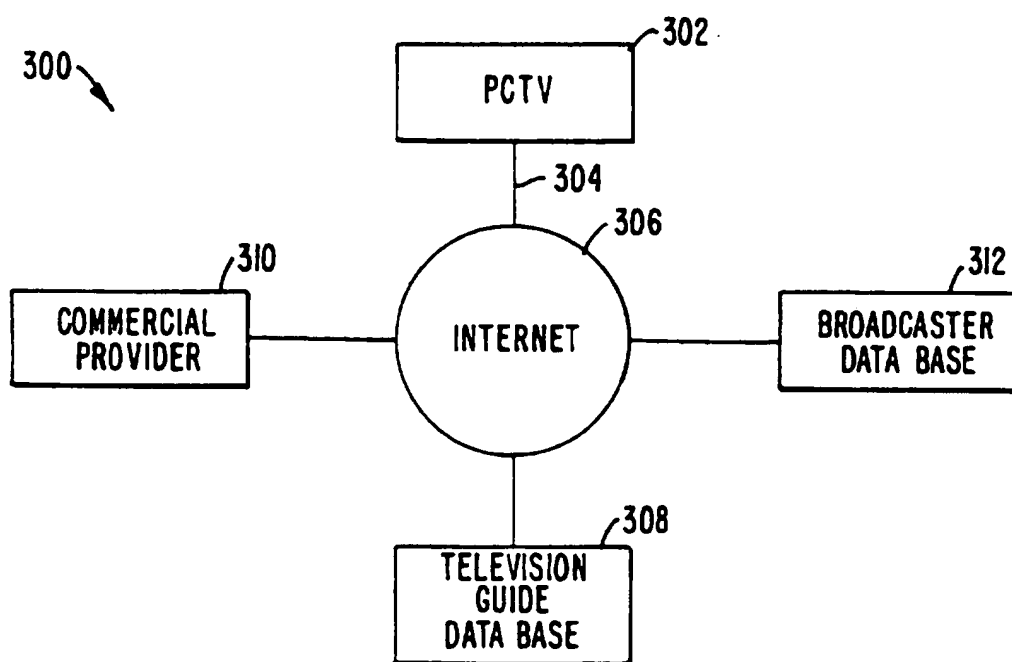 300
302
PCTV
304
306
310
312
COMMERCIAL
PROVIDER
INTERNET
BROADCASTER
DATA BASE
308
TELEVISION
GUIDE
DATA BASE